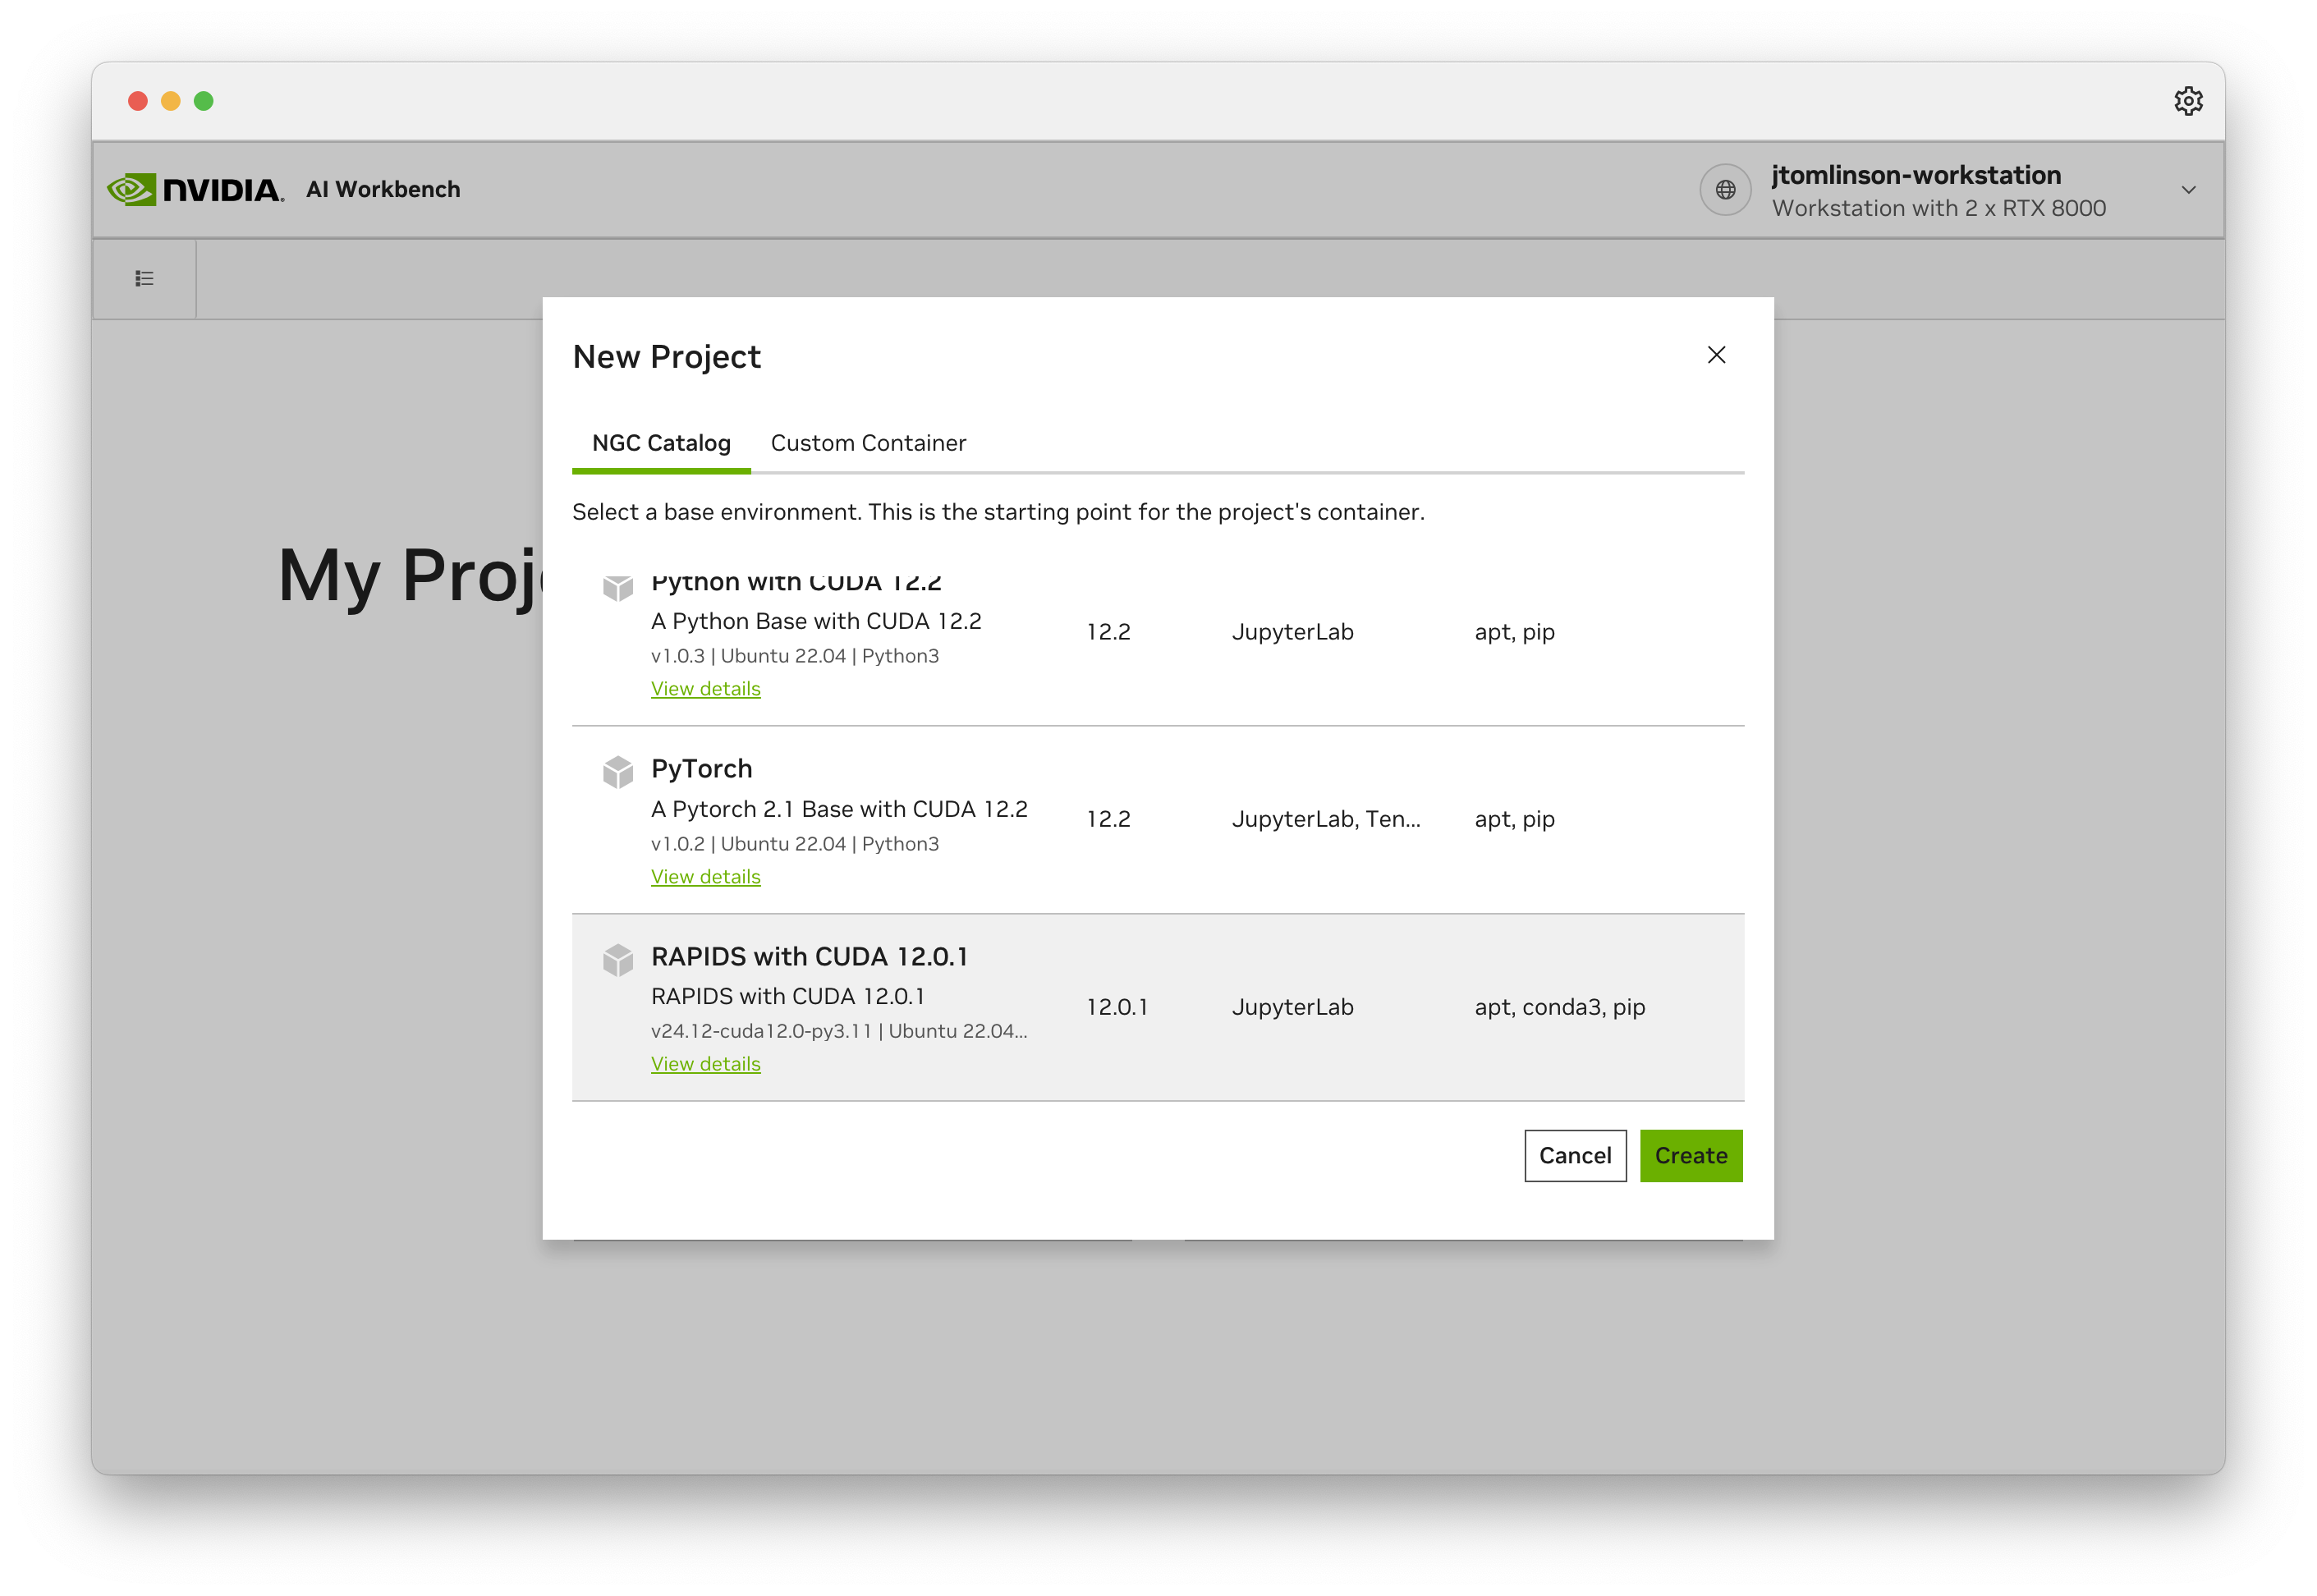 NVIDIA. AI Workbench
jtomlinson-workstation
Workstation with 2 x RTX 8000
New Project
NGC Catalog Custom Container
Select a base environment. This is the starting point for the project's container.
My Proj
Python with CUDA 12.2
A Python Base with CUDA 12.2
12.2 JupyterLab apt, pip
v1.0.3 | Ubuntu 22.04 | Python3
View details
PyTorch
A Pytorch 2.1 Base with CUDA 12.2
12.2 JupyterLab, Ten... apt, pip
v1.0.2 | Ubuntu 22.04 | Python3
View details
RAPIDS with CUDA 12.0.1
RAPIDS with CUDA 12.0.1
12.0.1 JupyterLab apt, conda3, pip
v24.12-cuda12.0-py3.11 | Ubuntu 22.04...
View details
Cancel Create